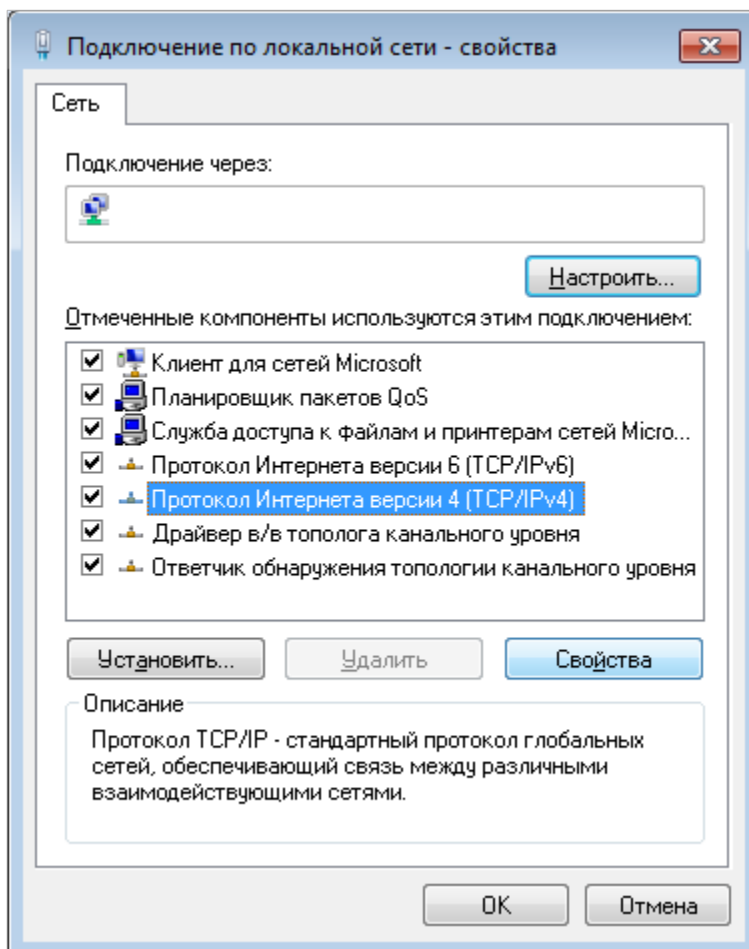 Подключение по локальной сети - свойства
Сеть
Подключение через:
Настроить...
Отмеченные компоненты используются этим подключением:
Клиент для сетей Microsoft
Планировщик пакетов QoS
Служба доступа к файлам и принтерам сетей Micro...
Протокол Интернета версии 6 (TCP/IPv6)
Протокол Интернета версии 4 (TCP/IPv4)
Драйвер в/в тополога канального уровня
Ответчик обнаружения топологии канального уровня
Установить...
Удалить
Свойства
Описание
Протокол TCP/IP - стандартный протокол глобальных
сетей, обеспечивающий связь между различными
взаимодействующими сетями.
OK
Отмена